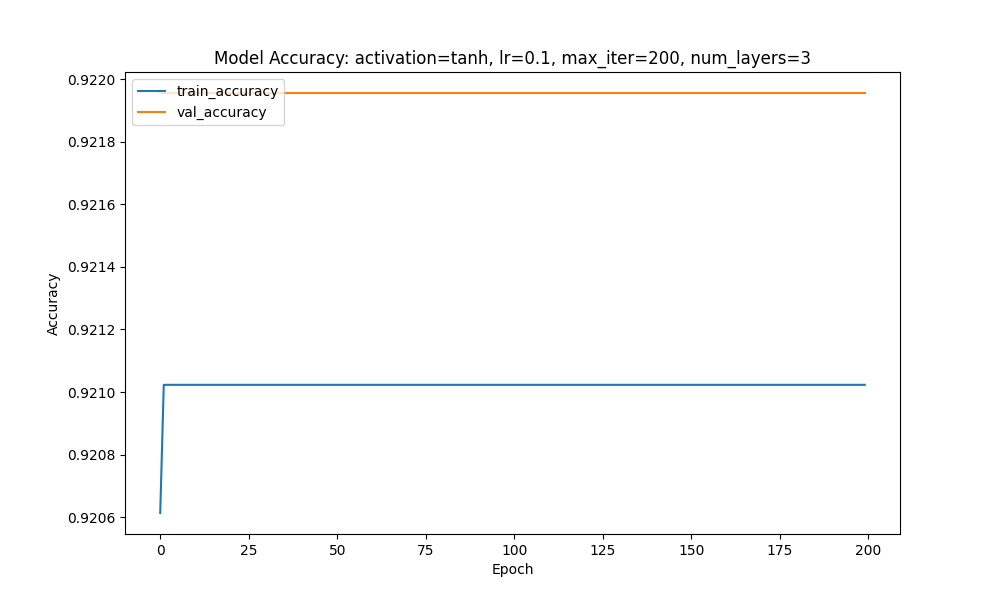 Model Accuracy: activation=tanh, lr=0.1, max_iter=200, num_layers=3
train_accuracy
val_accuracy
Accuracy
0.9220
0.9218
0.9216
0.9214
0.9212
0.9210
0.9208
0.9206
0 25 50 75 100 125 150 175 200
Epoch